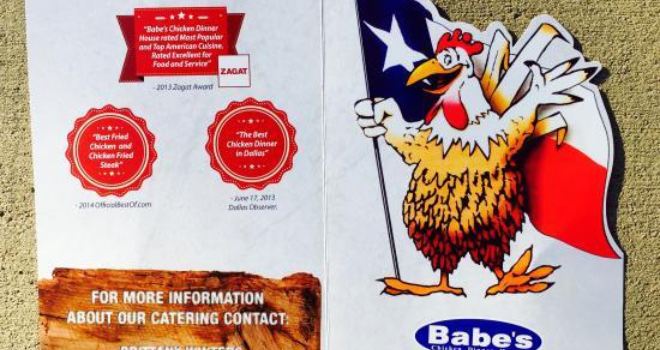 "Babe's Chicken Dinner
House rated Most Popular
and Top American Cuisine.
Rated Excellent for
Food and Service"
ZAGAT
- 2013 Zagat Award
"Best Fried
Chicken and
Chicken Fried
Steak"
- 2014 OfficialBestOf.com
"The Best
Chicken Dinner
in Dallas"
- June 17, 2013
Dallas Observer.
FOR MORE INFORMATION
ABOUT OUR CATERING CONTACT:
Babe's
Chicken